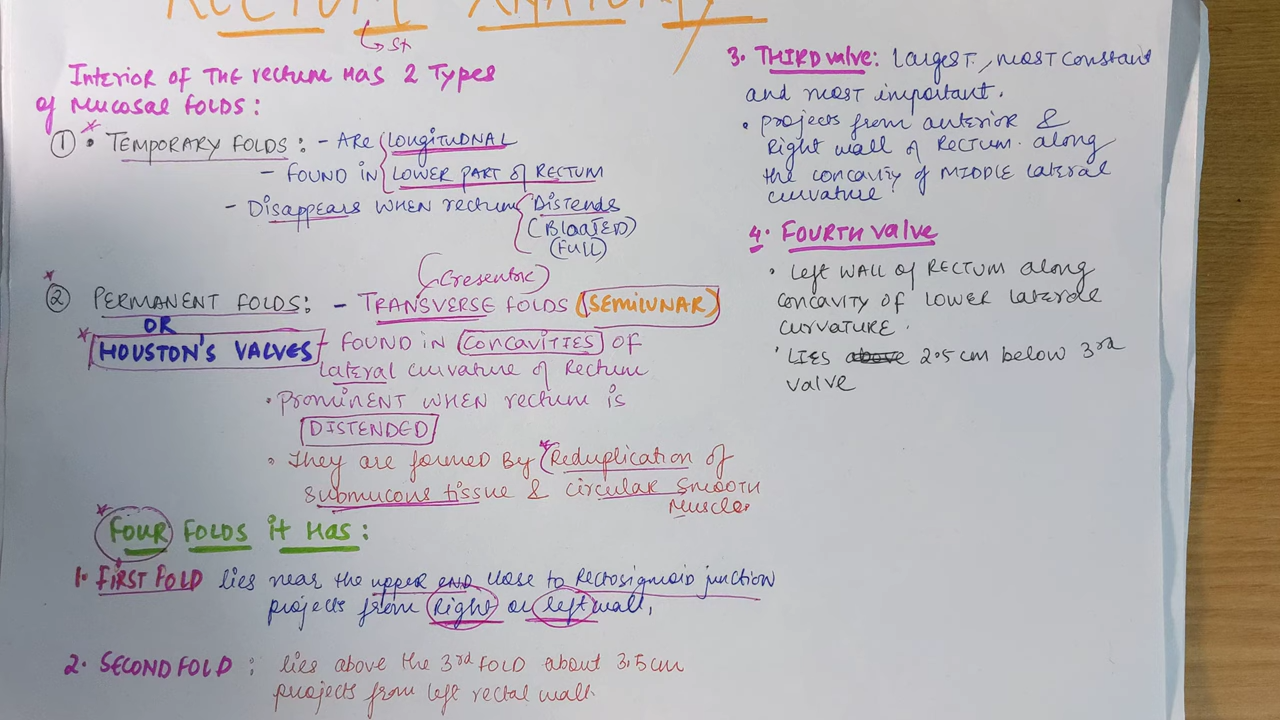 RECTUM ANATOMY
↳ St
Interior of THE rectum Has 2 Types
of Mucosal FOLDS:
① • TEMPORARY FOLDS: - ARE LONGITUDNAL
- FOUND IN LOWER PART of RECTUM
- Disappears WHEN rectum DISTENDS
(BLOATED)
(FULL)
(Cresentric)
② PERMANENT FOLDS: - TRANSVERSE FOLDS (SEMILUNAR)
OR
HOUSTON'S VALVES - FOUND IN CONCAVITIES OF
lateral curvature of Rectum
• Prominent WHEN rectum is
DISTENDED
• They are formed By Reduplication of
submucous tissue & circular smooth
Muscle.
FOUR FOLDS it Has:
1. FIRST FOLD lies near the upper end close to Rectosigmoid junction
projects from Right or left wall.
2. SECOND FOLD: lies above the 3rd FOLD about 3.5cm
projects from left rectal wall.
3. THIRD valve: Largest, most constant
and most important.
• projects from anterior &
Right wall of RECTUM. along
the concavity of MIDDLE lateral
curvature.
4. FOURTH valve
• left WALL of RECTUM along
concavity of lower laterale
curvature.
• LIES above 2.5 cm below 3rd
valve